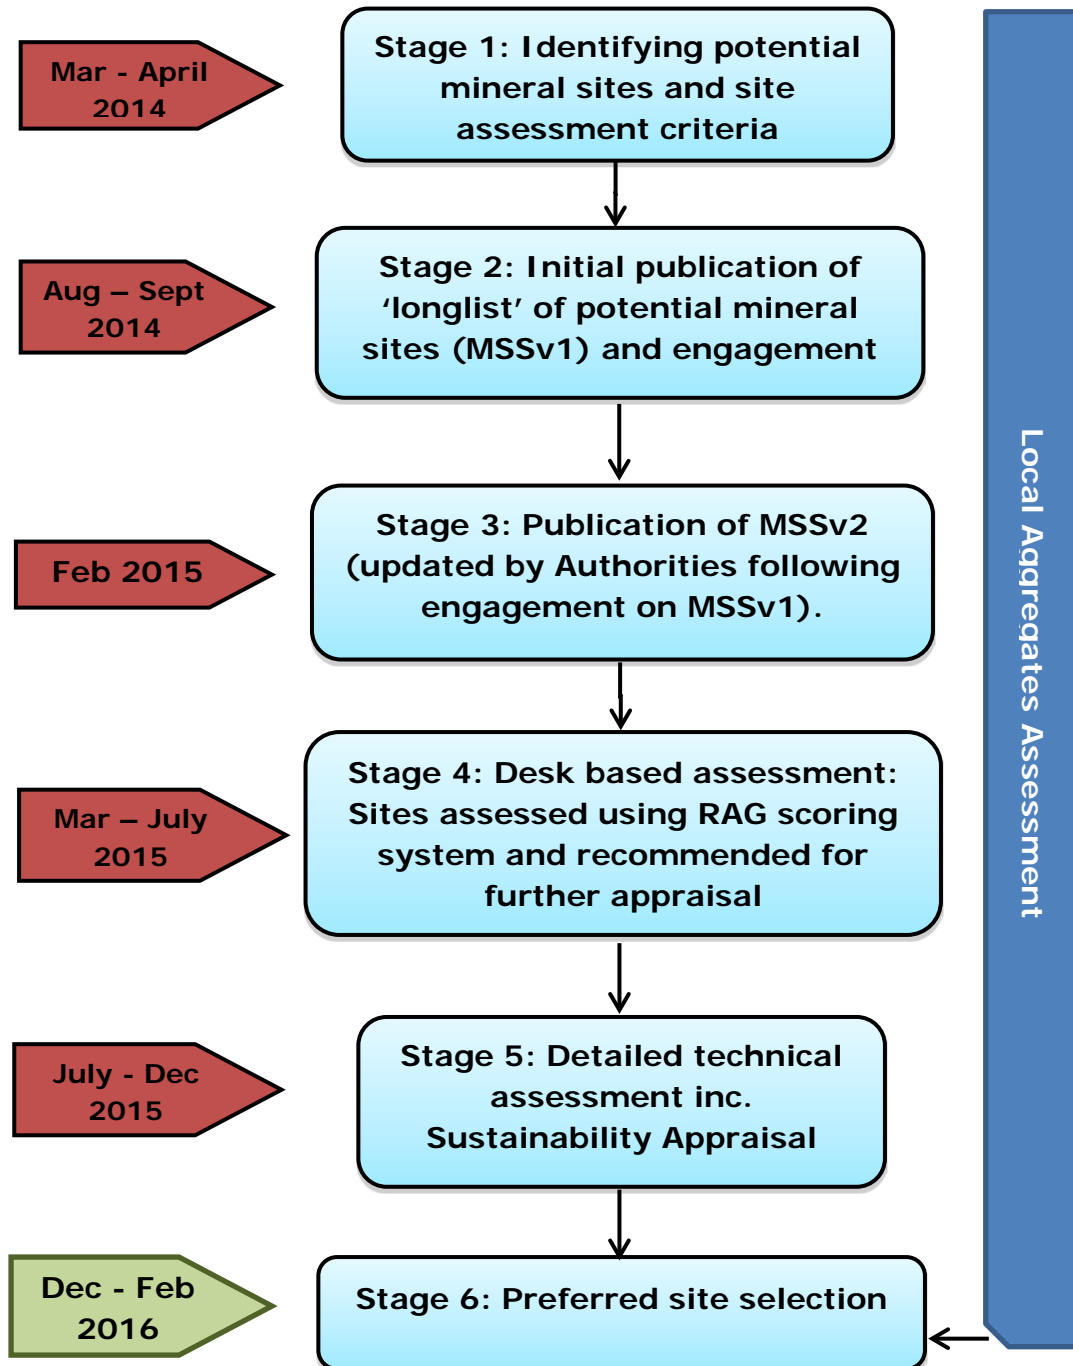 Mar - April
2014
Stage 1: Identifying potential
mineral sites and site
assessment criteria
Aug – Sept
2014
Stage 2: Initial publication of
‘longlist’ of potential mineral
sites (MSSv1) and engagement
Feb 2015
Stage 3: Publication of MSSv2
(updated by Authorities following
engagement on MSSv1).
Mar – July
2015
Stage 4: Desk based assessment:
Sites assessed using RAG scoring
system and recommended for
further appraisal
July - Dec
2015
Stage 5: Detailed technical
assessment inc.
Sustainability Appraisal
Dec - Feb
2016
Stage 6: Preferred site selection
Local Aggregates Assessment